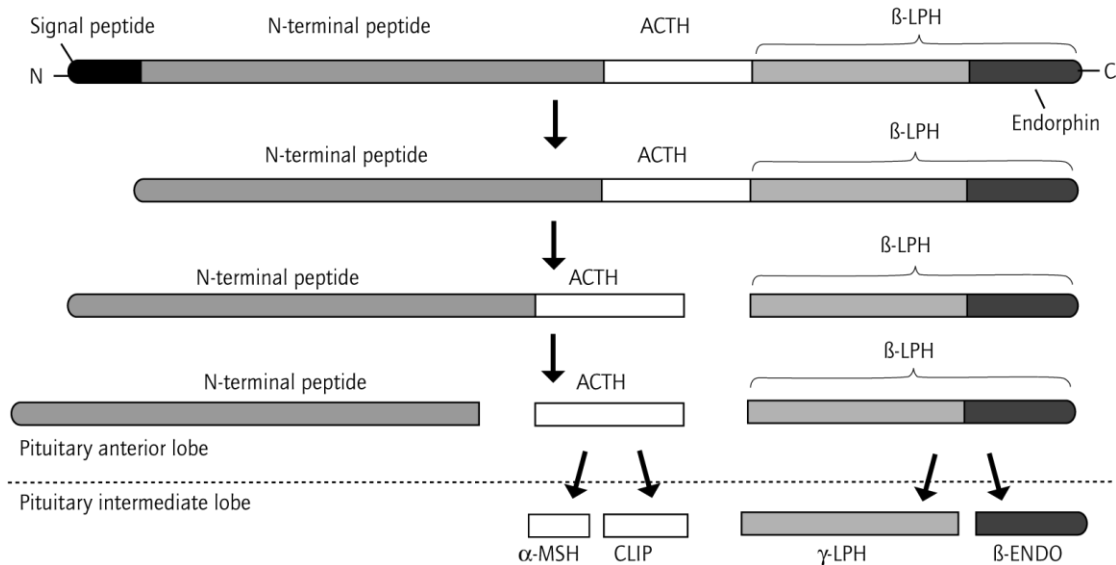 Signal peptide
N-terminal peptide
ACTH
ß-LPH
N
C
Endorphin
N-terminal peptide
ACTH
ß-LPH
N-terminal peptide
ACTH
ß-LPH
N-terminal peptide
ACTH
ß-LPH
Pituitary anterior lobe
Pituitary intermediate lobe
α-MSH
CLIP
γ-LPH
ß-ENDO